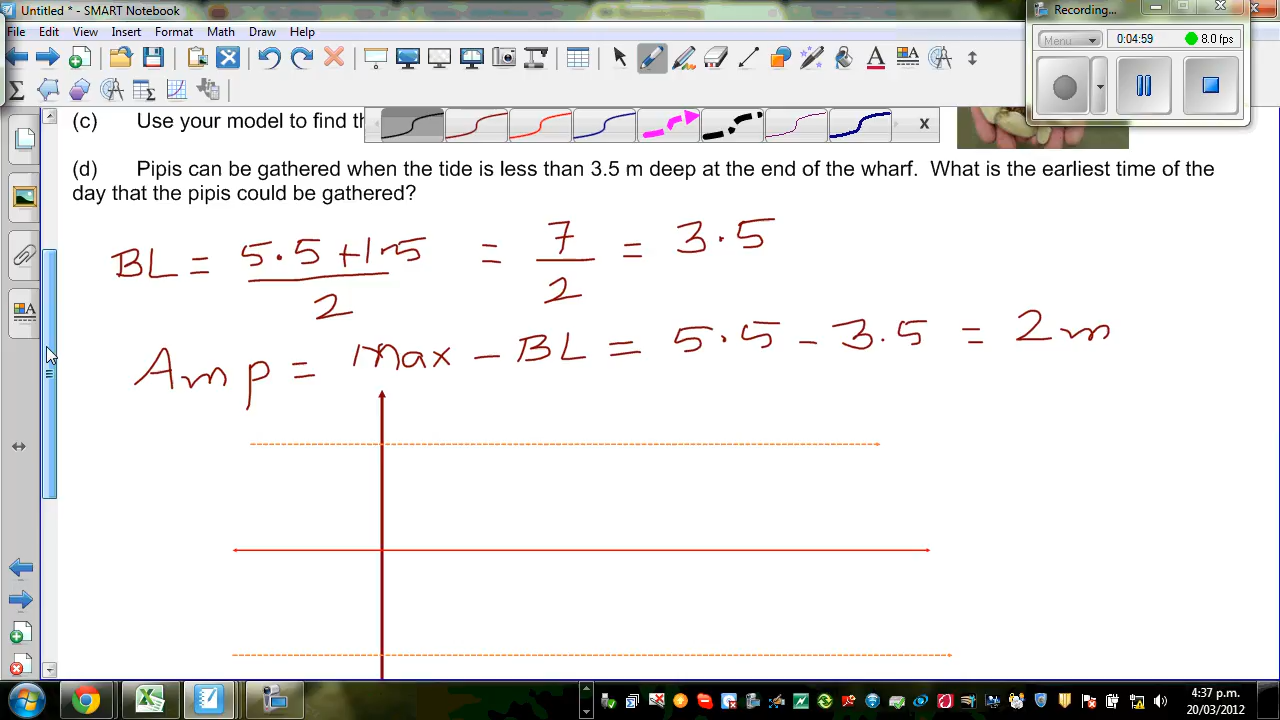 Untitled * - SMART Notebook
Recording...
File Edit View Insert Format Math Draw Help
Menu 0:04:59 8.0 fps
(c) Use your model to find th
(d) Pipis can be gathered when the tide is less than 3.5 m deep at the end of the wharf. What is the earliest time of the
day that the pipis could be gathered?
BL = 5.5 + 1.5 / 2 = 7 / 2 = 3.5
Amp = max - BL = 5.5 - 3.5 = 2m
4:37 p.m.
20/03/2012